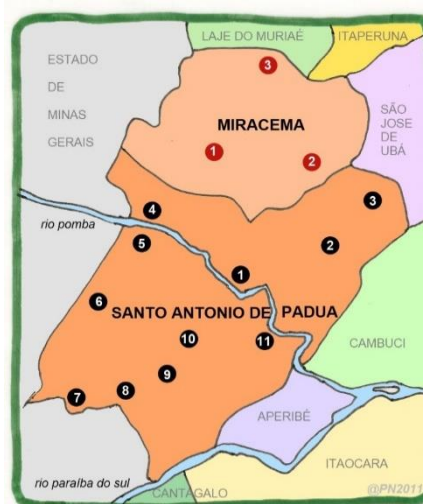 LAJE DO MURIAÉ
ITAPERUNA
ESTADO
DE
MINAS
GERAIS
3
MIRACEMA
SÃO
JOSE
DE
UBÁ
1
2
3
4
rio pomba
5
2
1
6
SANTO ANTONIO DE PADUA
10
11
CAMBUCI
9
7
8
APERIBÉ
ITAOCARA
rio paraíba do sul
CANTAGALO
@PN2011